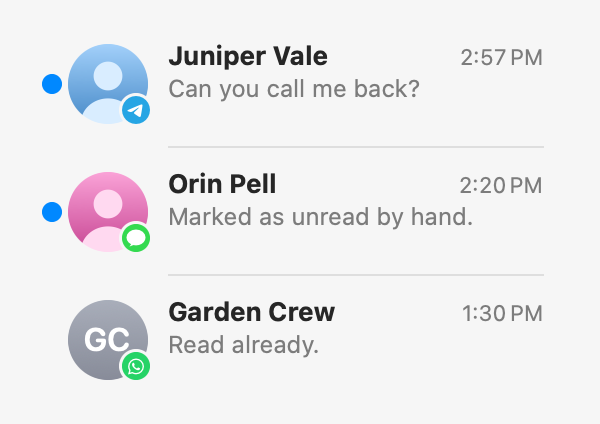 Juniper Vale 2:57 PM
Can you call me back?
Orin Pell 2:20 PM
Marked as unread by hand.
Garden Crew 1:30 PM
GC
Read already.